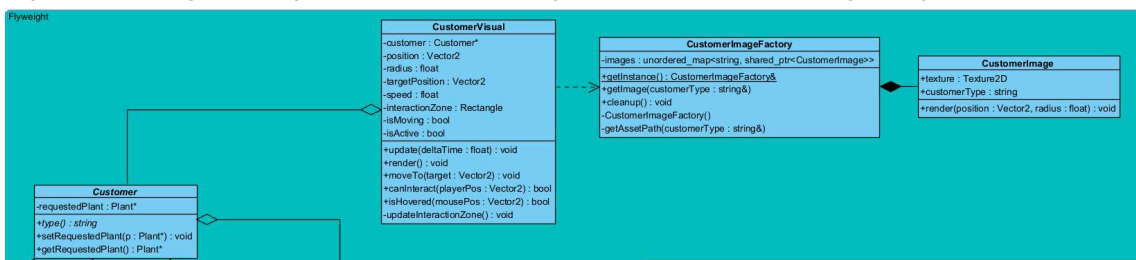 Flyweight
CustomerVisual
-customer : Customer*
-position : Vector2
-radius : float
-targetPosition : Vector2
-speed : float
-interactionZone : Rectangle
-isMoving : bool
-isActive : bool
+update(deltaTime : float) : void
+render() : void
+moveTo(target : Vector2) : void
+canInteract(playerPos : Vector2) : bool
+isHovered(mousePos : Vector2) : bool
-updateInteractionZone() : void
CustomerImageFactory
-images : unordered_map<string, shared_ptr<CustomerImage>>
+getInstance() : CustomerImageFactory&
+getImage(customerType : string&)
+cleanup() : void
-CustomerImageFactory()
-getAssetPath(customerType : string&)
CustomerImage
+texture : Texture2D
+customerType : string
+render(position : Vector2, radius : float) : void
Customer
-requestedPlant : Plant*
+type() : string
+setRequestedPlant(p : Plant*) : void
+getRequestedPlant() : Plant*